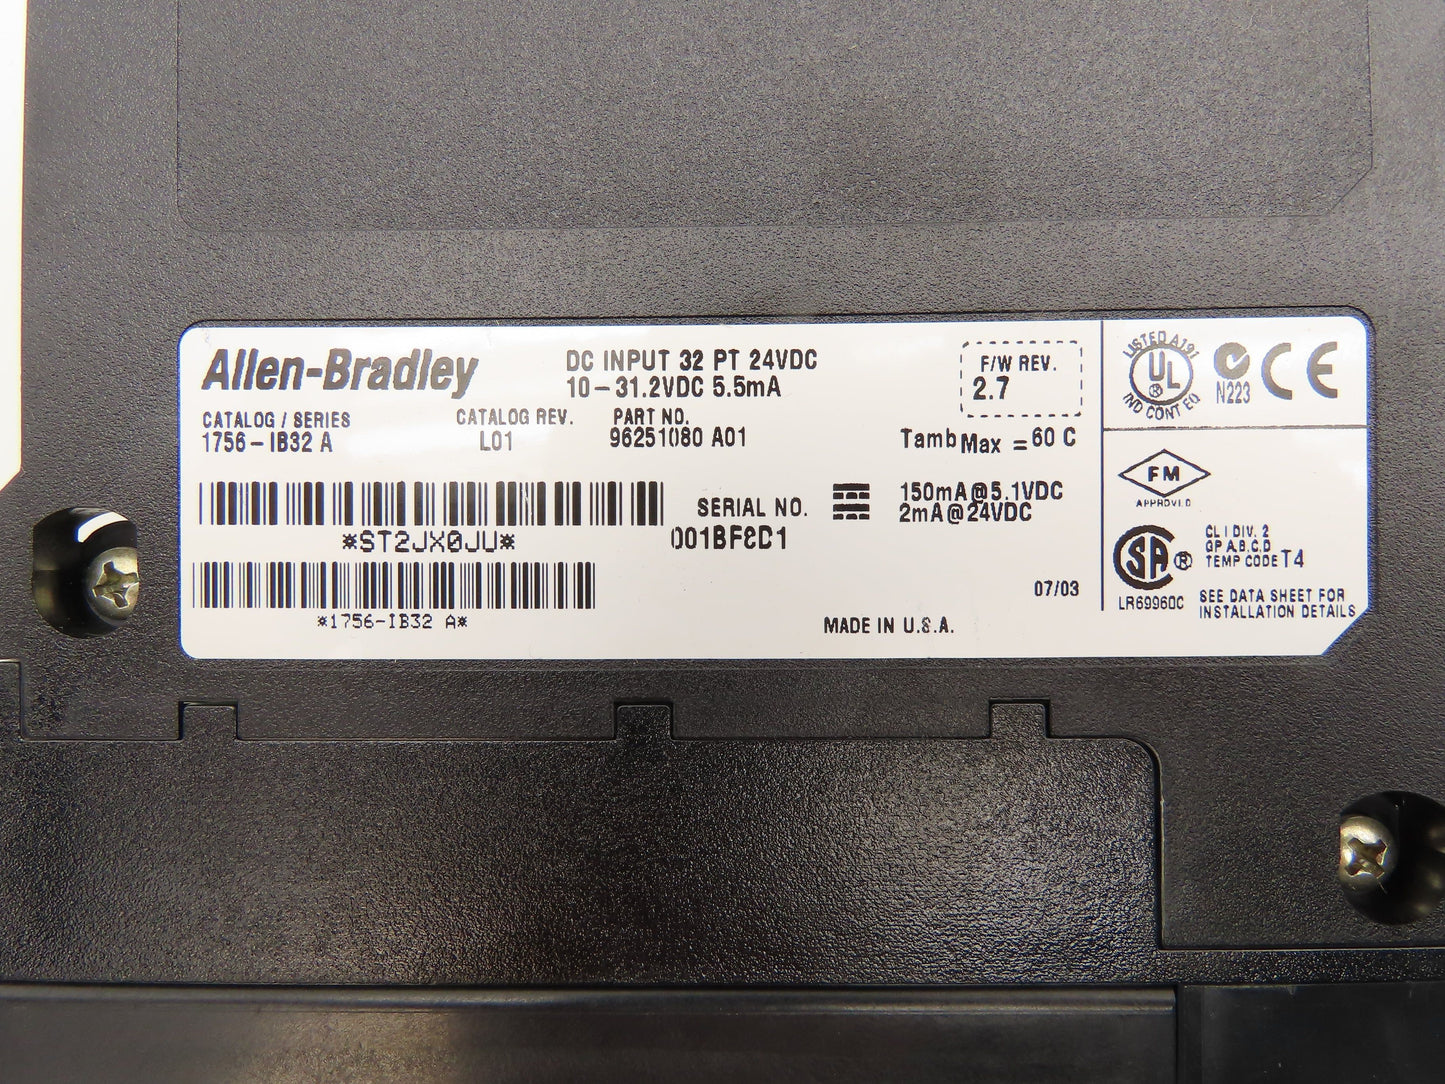 Allen-Bradley
DC INPUT 32 PT 24VDC
10-31.2VDC 5.5mA
F/W REV.
2.7
CATALOG / SERIES
1756-IB32 A
CATALOG REV.
L01
PART NO.
96251080 A01
Tamb Max = 60 C
SERIAL NO.
001BF8D1
150mA@5.1VDC
2mA@24VDC
*ST2JX0JU*
*1756-IB32 A*
07/03
MADE IN U.S.A.
LISTED A197
UL
R
IND CONT EQ
N223
CE
FM
APPROVED
SA
R
LR69960C
CL I DIV. 2
GP A,B,C,D
TEMP CODE T4
SEE DATA SHEET FOR
INSTALLATION DETAILS